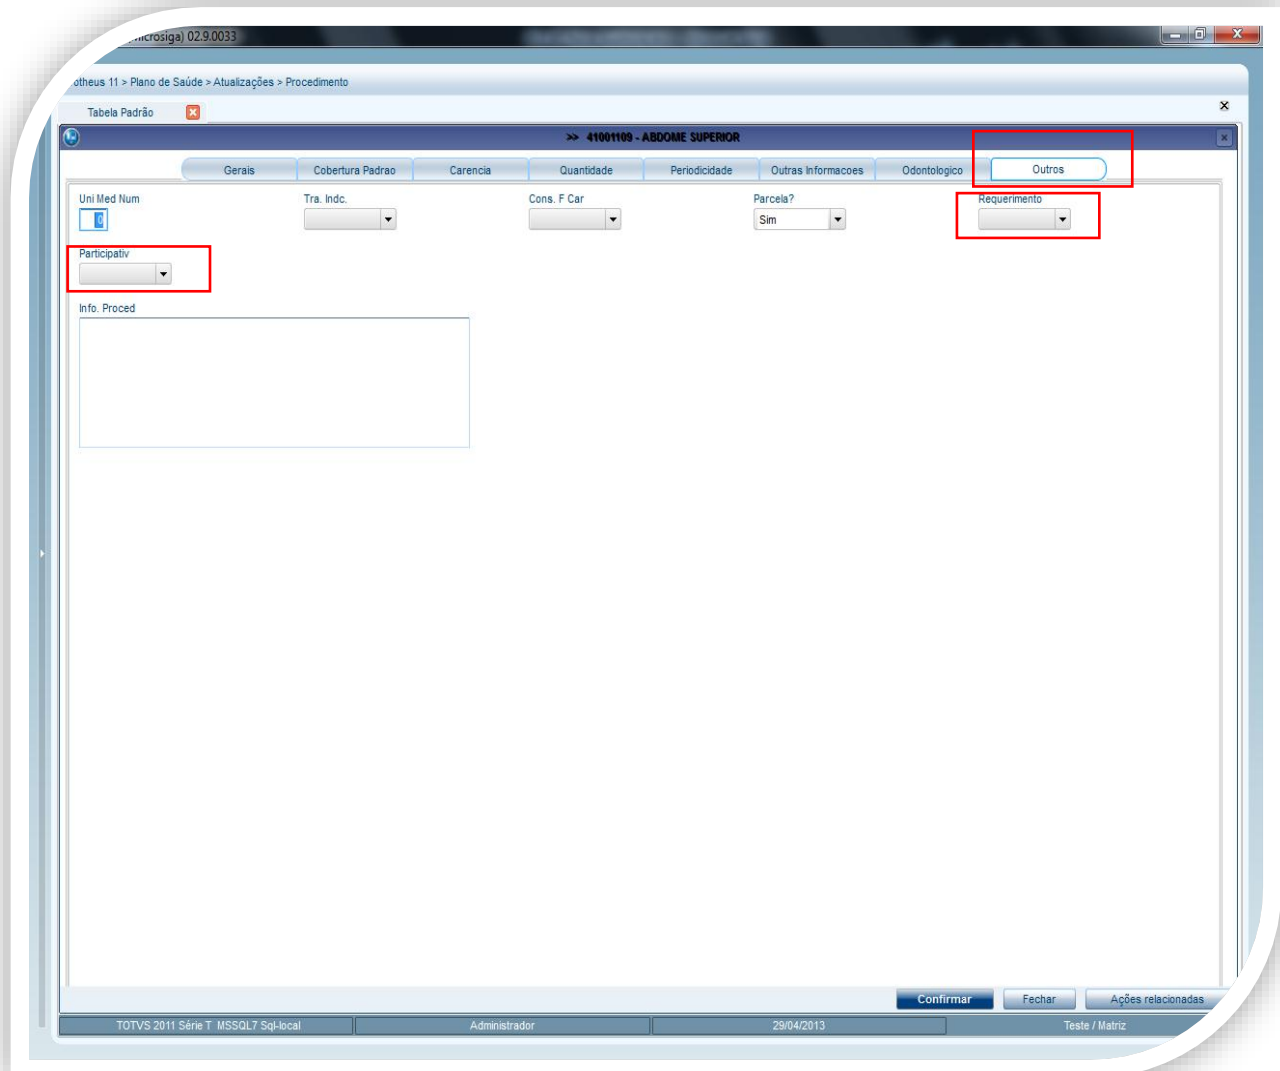 microsiga) 02.9.0033
otheus 11 > Plano de Saúde > Atualizações > Procedimento
Tabela Padrão
>> 41001109 - ABDOME SUPERIOR
Gerais Cobertura Padrao Carencia Quantidade Periodicidade Outras Informacoes Odontologico Outros
Uni Med Num Tra. Indc. Cons. F Car Parcela? Requerimento
0 Sim
Participativ
Info. Proced
Confirmar Fechar Ações relacionadas
TOTVS 2011 Série T MSSQL7 Sql-local Administrador 29/04/2013 Teste / Matriz